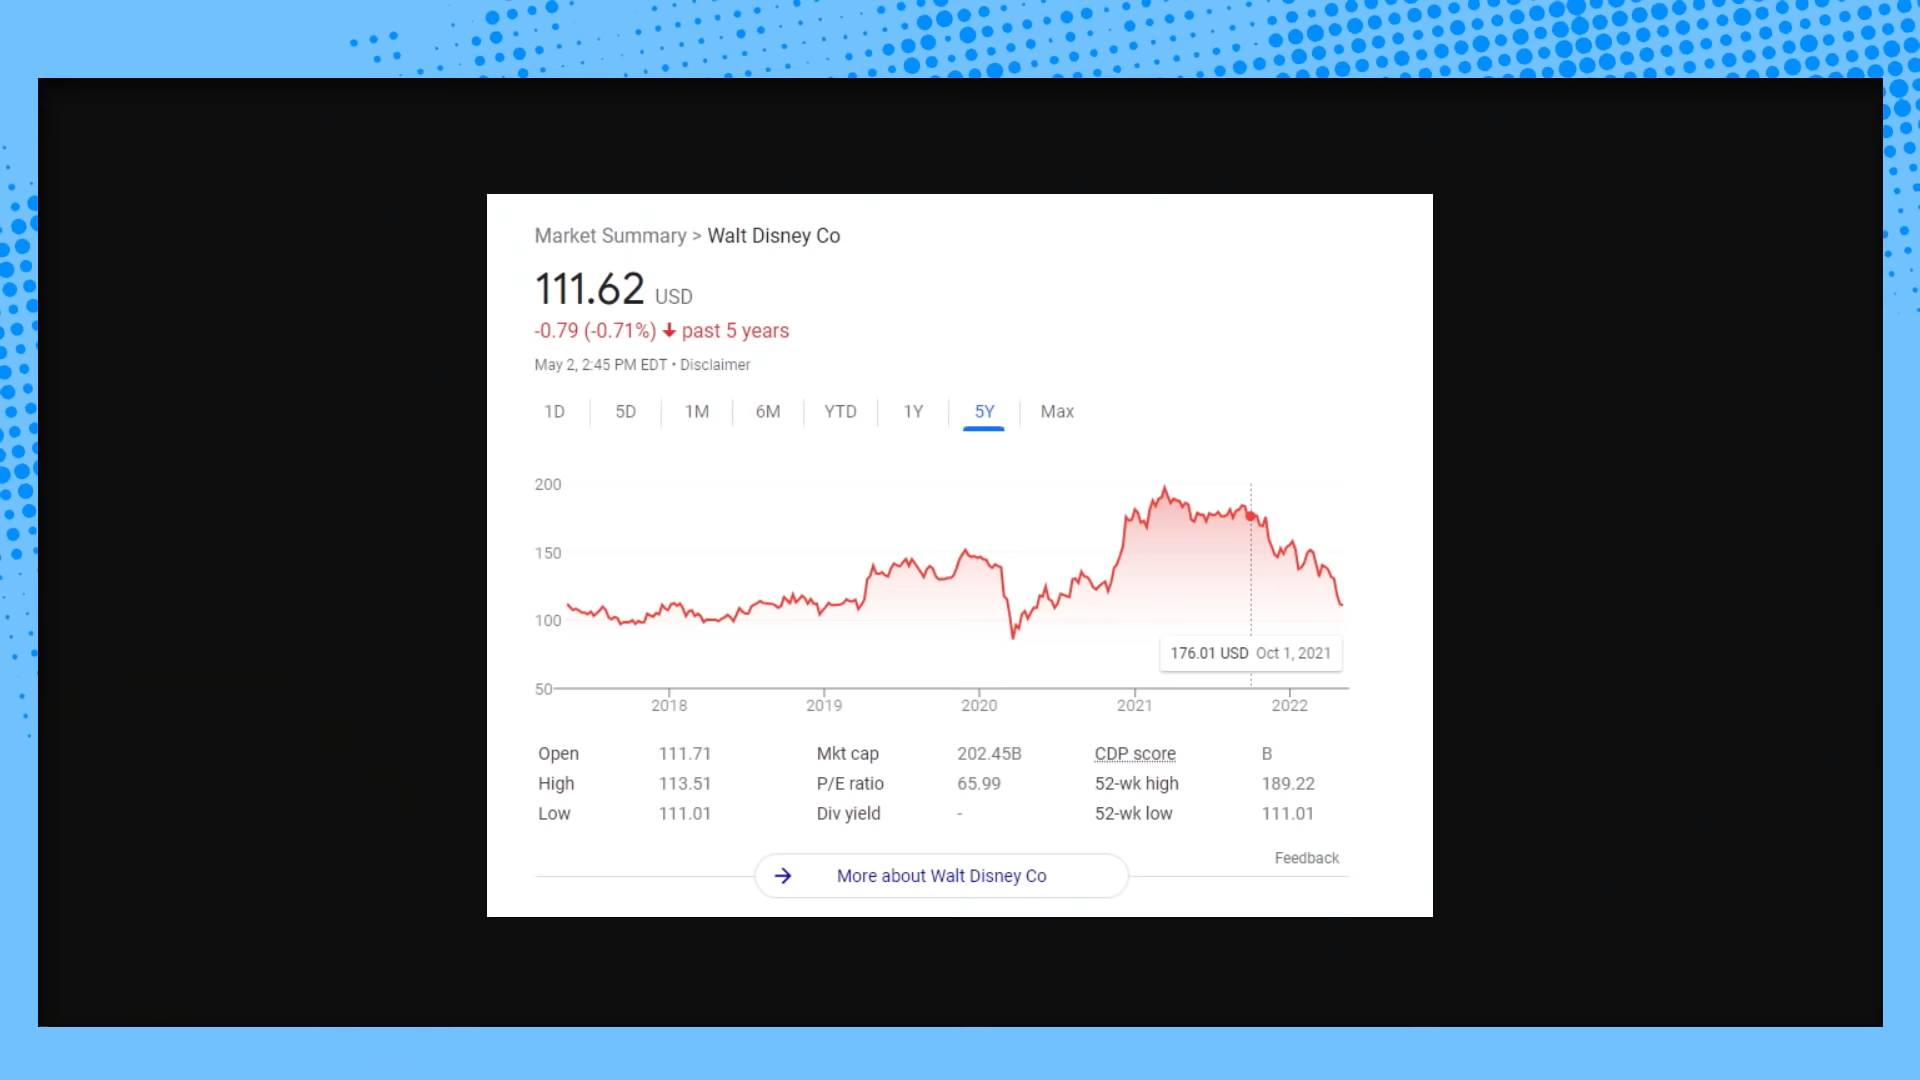 Market Summary > Walt Disney Co
111.62 USD
-0.79 (-0.71%) ↓ past 5 years
May 2, 2:45 PM EDT • Disclaimer
1D 5D 1M 6M YTD 1Y 5Y Max
200
150
100
176.01 USD Oct 1, 2021
50
2018 2019 2020 2021 2022
Open 111.71 Mkt cap 202.45B CDP score B
High 113.51 P/E ratio 65.99 52-wk high 189.22
Low 111.01 Div yield - 52-wk low 111.01
Feedback
→ More about Walt Disney Co